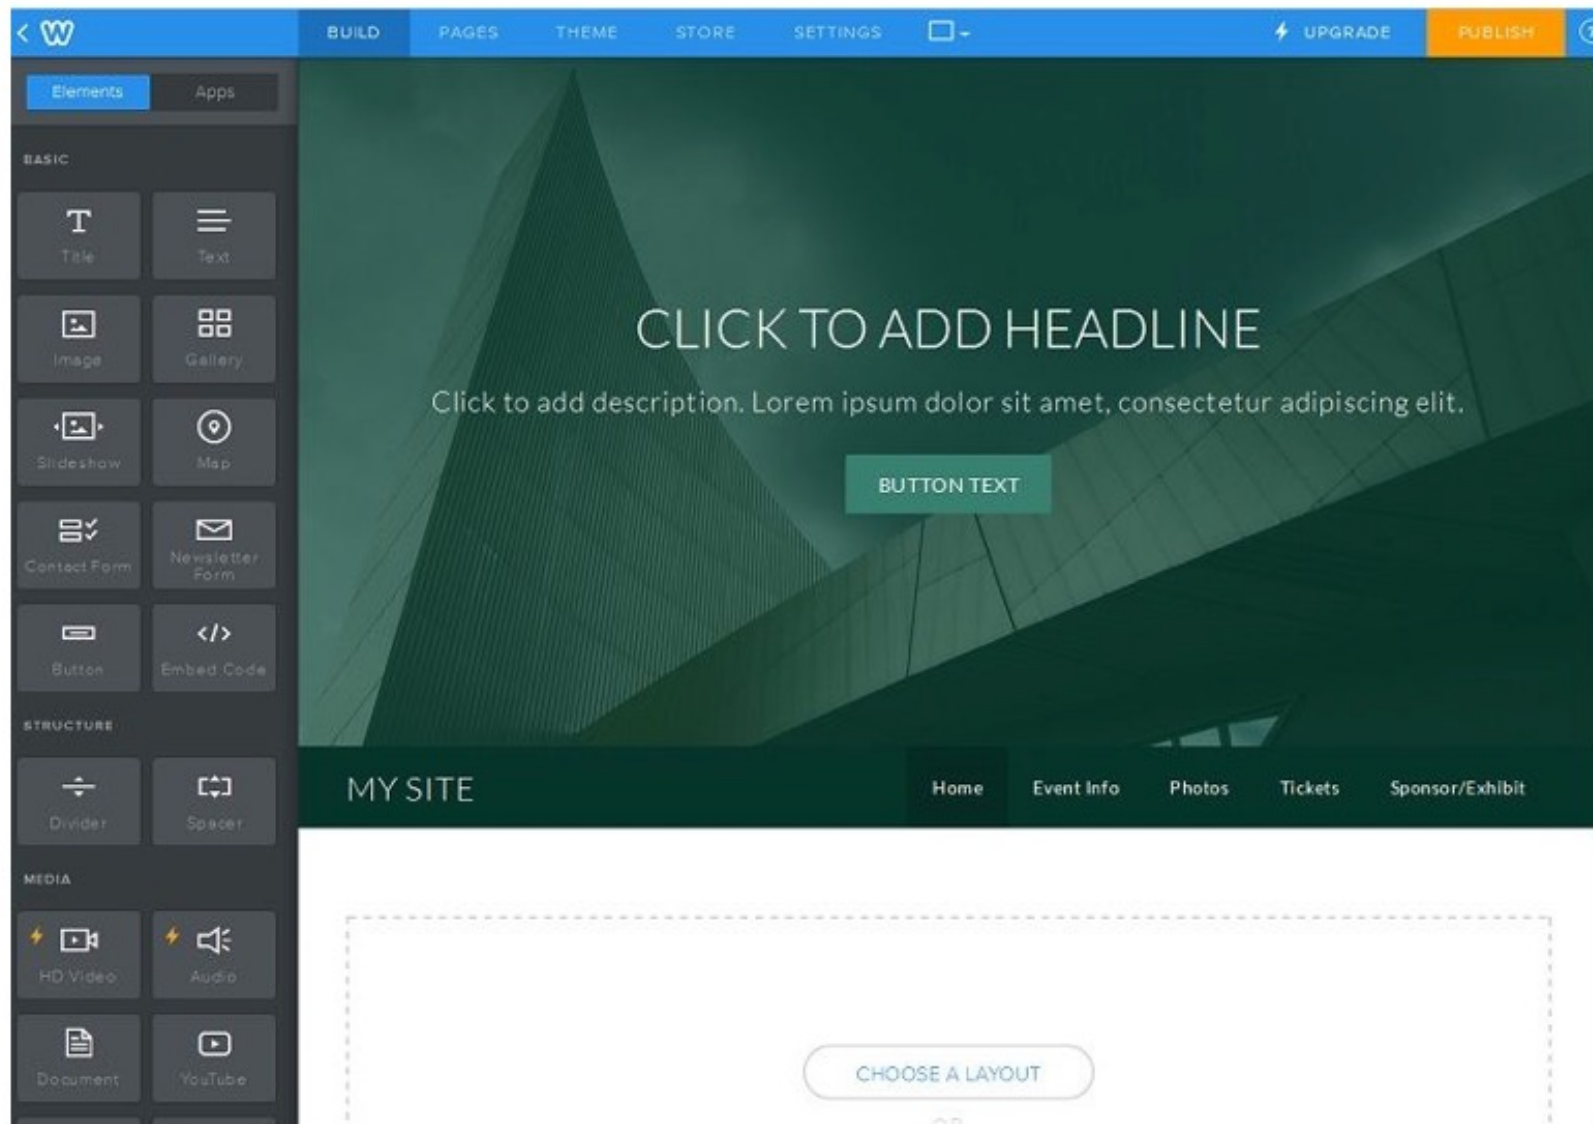 BUILD PAGES THEME STORE SETTINGS UPGRADE PUBLISH ?
Elements Apps
BASIC
Title Text
Image Gallery
Slideshow Map
Contact Form Newsletter Form
Button Embed Code
STRUCTURE
Divider Spacer
MEDIA
HD Video Audio
Document YouTube
CLICK TO ADD HEADLINE
Click to add description. Lorem ipsum dolor sit amet, consectetur adipiscing elit.
BUTTON TEXT
MY SITE Home Event Info Photos Tickets Sponsor/Exhibit
CHOOSE A LAYOUT